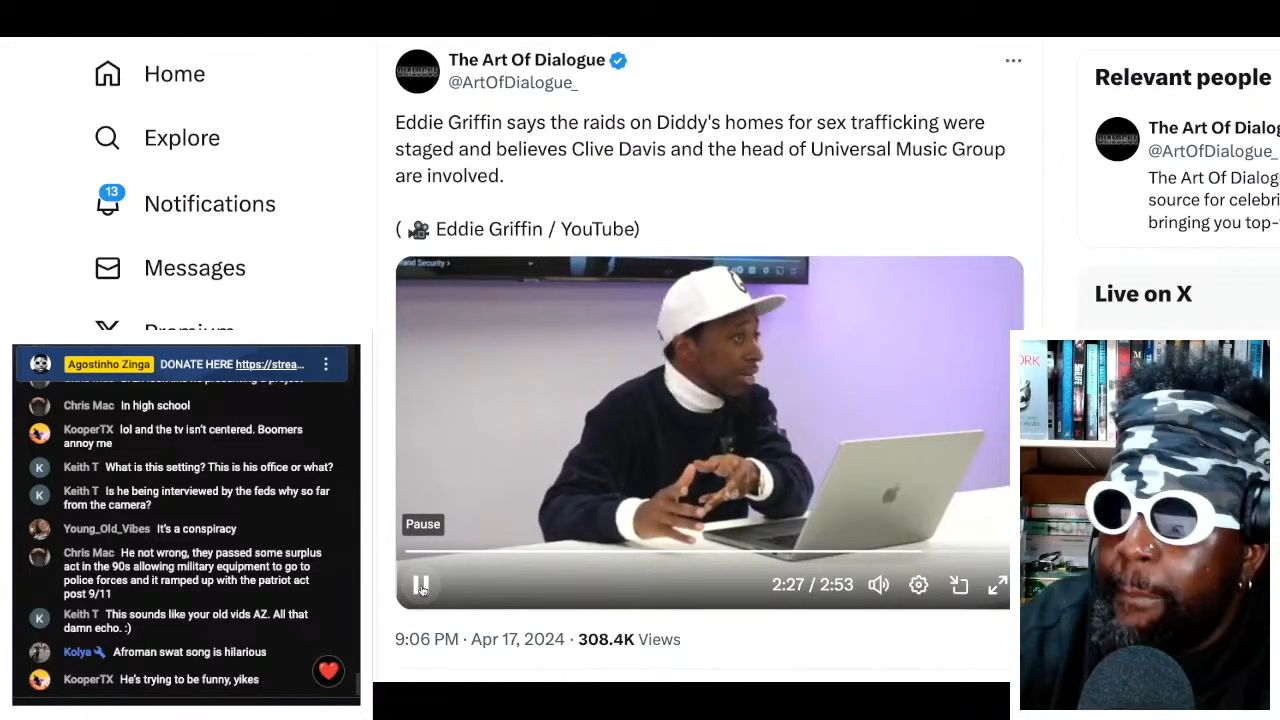 Home
Explore
13
Notifications
Messages
Premium
The Art Of Dialogue
@ArtOfDialogue_
Eddie Griffin says the raids on Diddy's homes for sex trafficking were
staged and believes Clive Davis and the head of Universal Music Group
are involved.
( 🎥 Eddie Griffin / YouTube)
and Security >
Pause
2:27 / 2:53
9:06 PM · Apr 17, 2024 · 308.4K Views
Relevant people
The Art Of Dialog
@ArtOfDialogue_
The Art Of Dialog
source for celebri
bringing you top-
Live on X
Agostinho Zinga DONATE HERE https://strea...
Chris Mac In high school
KooperTX lol and the tv isn't centered. Boomers
annoy me
Keith T What is this setting? This is his office or what?
Keith T Is he being interviewed by the feds why so far
from the camera?
Young_Old_Vibes It's a conspiracy
Chris Mac He not wrong, they passed some surplus
act in the 90s allowing military equipment to go to
police forces and it ramped up with the patriot act
post 9/11
Keith T This sounds like your old vids AZ. All that
damn echo. :)
Kolya Afroman swat song is hilarious
KooperTX He's trying to be funny, yikes